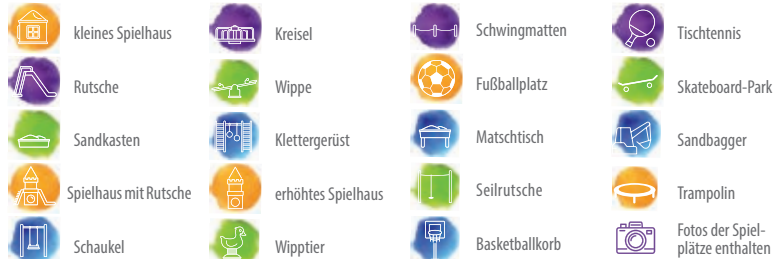 kleines Spielhaus
Rutsche
Sandkasten
Spielhaus mit Rutsche
Schaukel
Kreisel
Wippe
Klettergerüst
erhöhtes Spielhaus
Wipptier
Schwingmatten
Fußballplatz
Matschtisch
Seilrutsche
Basketballkorb
Tischtennis
Skateboard-Park
Sandbagger
Trampolin
Fotos der Spiel-
plätze enthalten